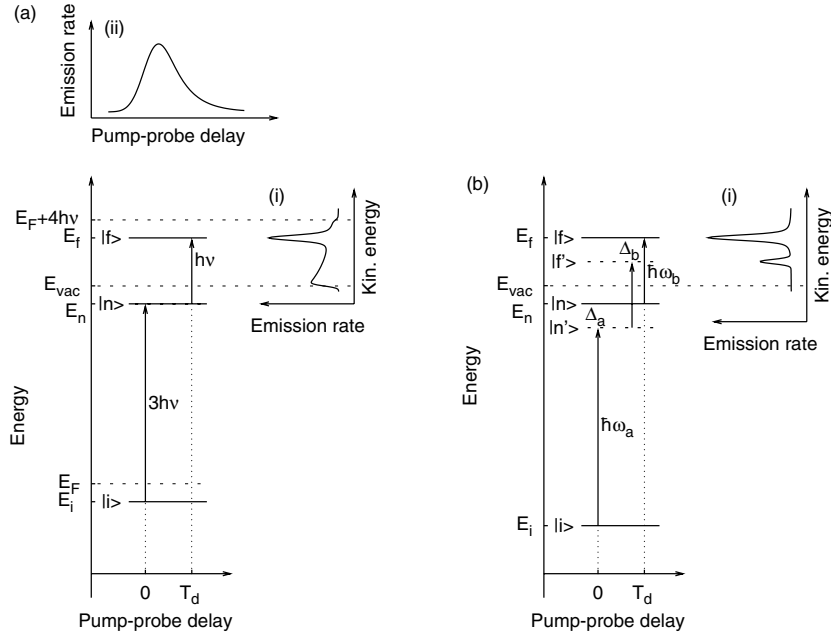 (a)
(ii)
Emission rate
Pump-probe delay
(i)
E_F+4hν
E_f
|f>
hν
E_vac
|n>
E_n
3hν
Energy
E_F
E_i
|i>
0
T_d
Pump-probe delay
Kin. energy
Emission rate
(b)
(i)
E_f
|f>
Δ_b
|f'>
ħω_b
E_vac
|n>
E_n
Δ_a
|n'>
ħω_a
Energy
E_i
|i>
0
T_d
Pump-probe delay
Kin. energy
Emission rate